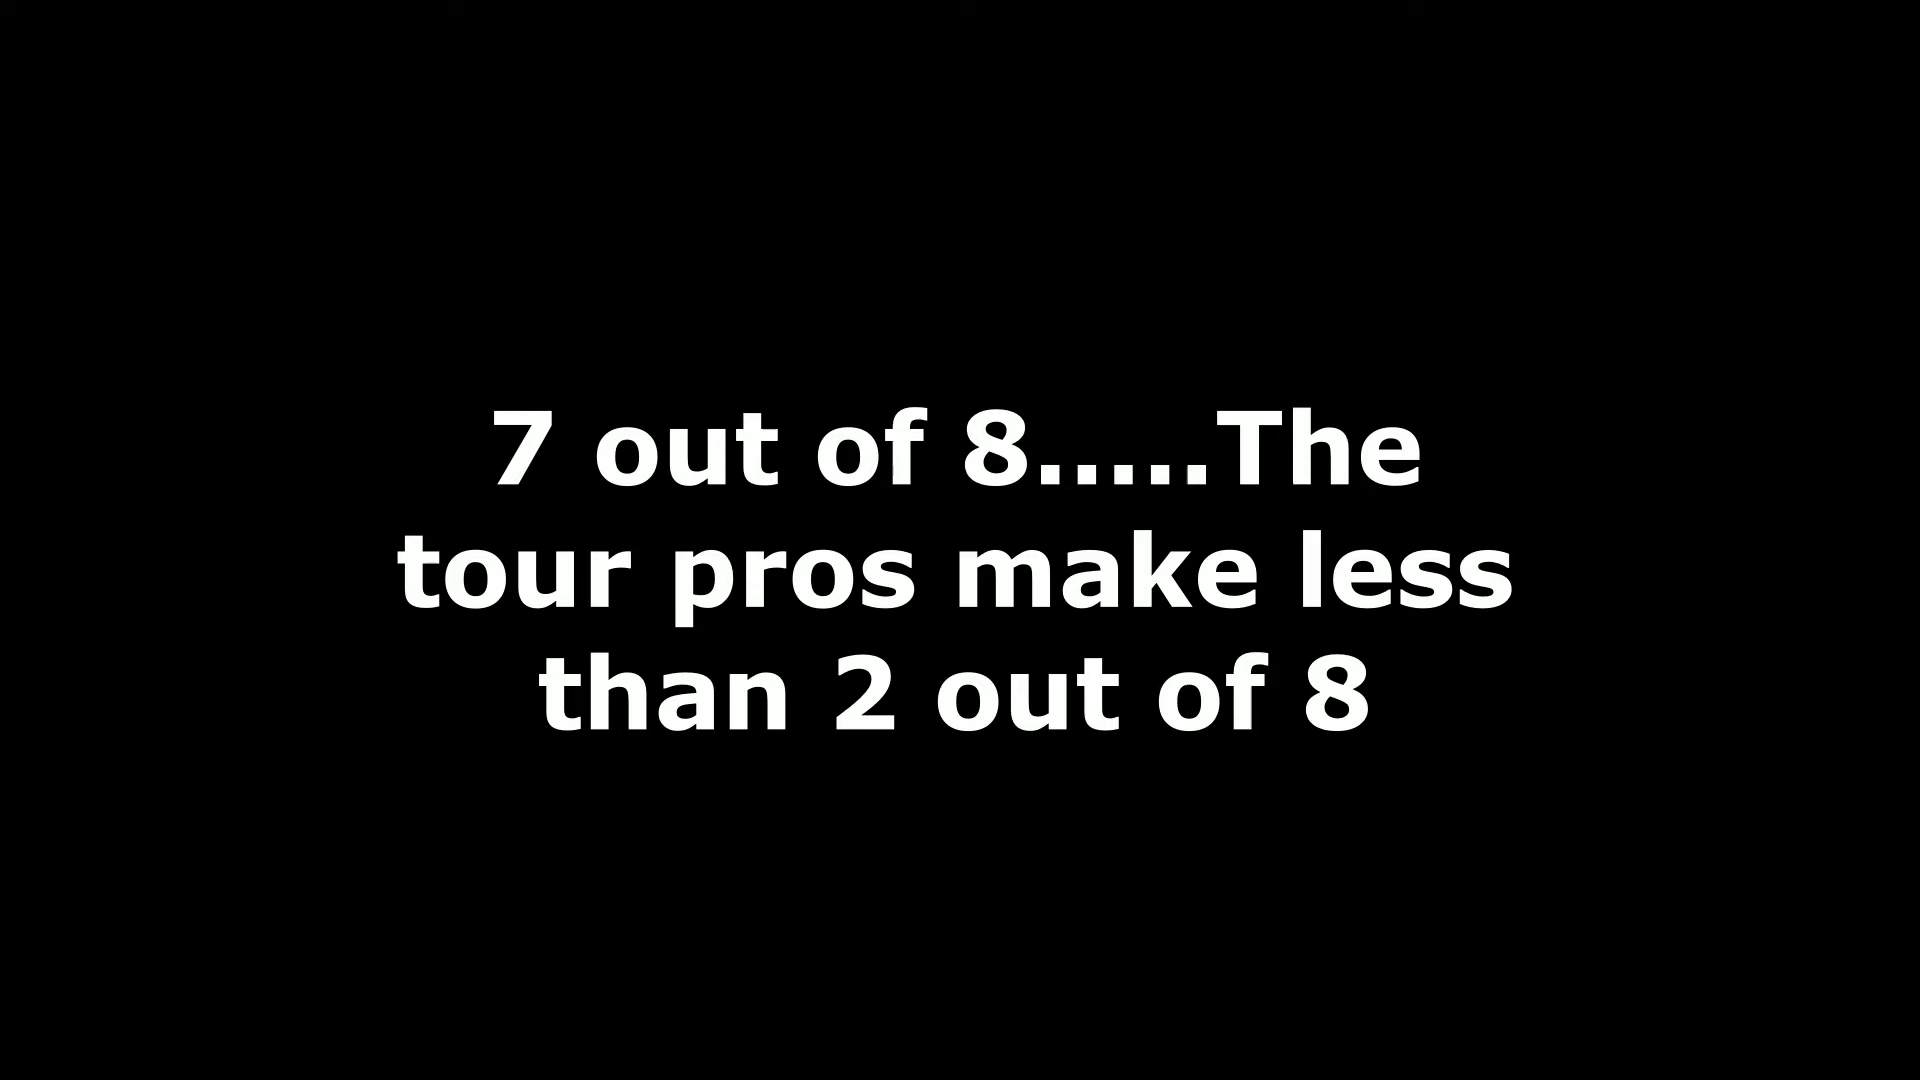 7 out of 8.....The
tour pros make less
than 2 out of 8